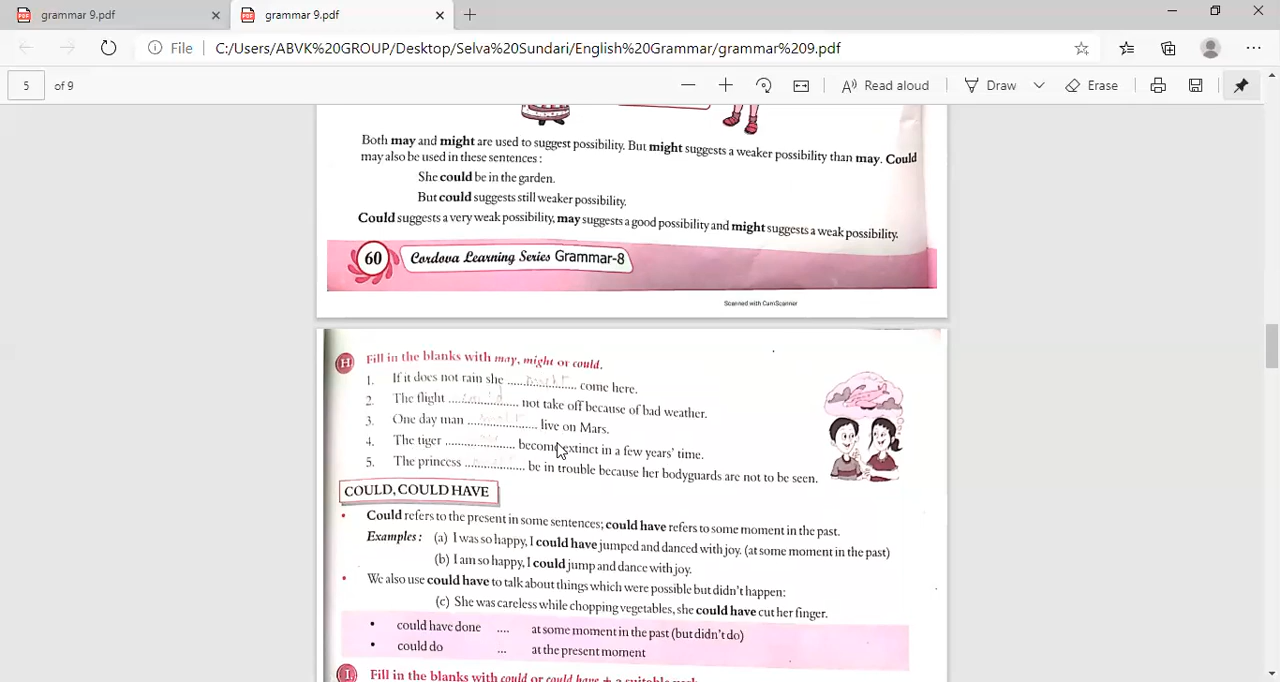 grammar 9.pdf
grammar 9.pdf
File
C:/Users/ABVK%20GROUP/Desktop/Selva%20Sundari/English%20Grammar/grammar%209.pdf
5 of 9
Read aloud
Draw
Erase
Both may and might are used to suggest possibility. But might suggests a weaker possibility than may. Could
may also be used in these sentences :
She could be in the garden.
But could suggests still weaker possibility.
Could suggests a very weak possibility, may suggests a good possibility and might suggests a weak possibility.
60 Cordova Learning Series Grammar-8
Scanned with CamScanner
H Fill in the blanks with may, might or could.
1. If it does not rain she .................... come here.
2. The flight .................... not take off because of bad weather.
3. One day man .................... live on Mars.
4. The tiger .................... become extinct in a few years' time.
5. The princess .................... be in trouble because her bodyguards are not to be seen.
COULD, COULD HAVE
• Could refers to the present in some sentences; could have refers to some moment in the past.
Examples : (a) I was so happy, I could have jumped and danced with joy. (at some moment in the past)
(b) I am so happy, I could jump and dance with joy.
• We also use could have to talk about things which were possible but didn't happen:
(c) She was careless while chopping vegetables, she could have cut her finger.
• could have done .... at some moment in the past (but didn't do)
• could do ... at the present moment
I Fill in the blanks with could or could have + a suitable verb